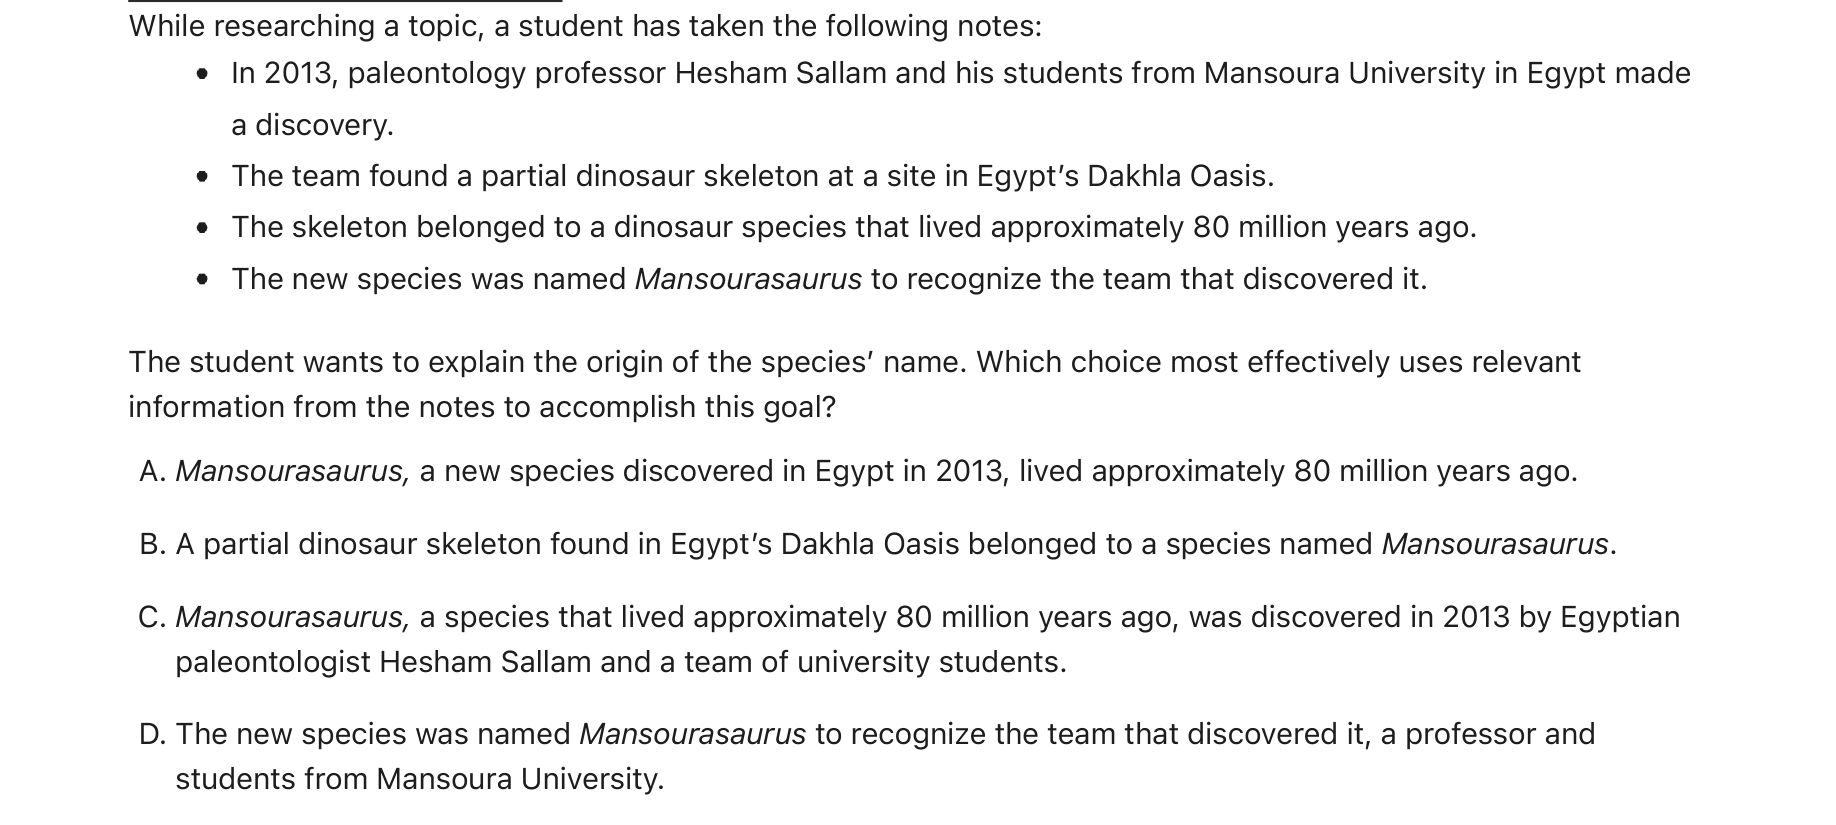 While researching a topic, a student has taken the following notes:
• In 2013, paleontology professor Hesham Sallam and his students from Mansoura University in Egypt made
a discovery.
• The team found a partial dinosaur skeleton at a site in Egypt’s Dakhla Oasis.
• The skeleton belonged to a dinosaur species that lived approximately 80 million years ago.
• The new species was named Mansourasaurus to recognize the team that discovered it.
The student wants to explain the origin of the species’ name. Which choice most effectively uses relevant
information from the notes to accomplish this goal?
A. Mansourasaurus, a new species discovered in Egypt in 2013, lived approximately 80 million years ago.
B. A partial dinosaur skeleton found in Egypt’s Dakhla Oasis belonged to a species named Mansourasaurus.
C. Mansourasaurus, a species that lived approximately 80 million years ago, was discovered in 2013 by Egyptian
paleontologist Hesham Sallam and a team of university students.
D. The new species was named Mansourasaurus to recognize the team that discovered it, a professor and
students from Mansoura University.